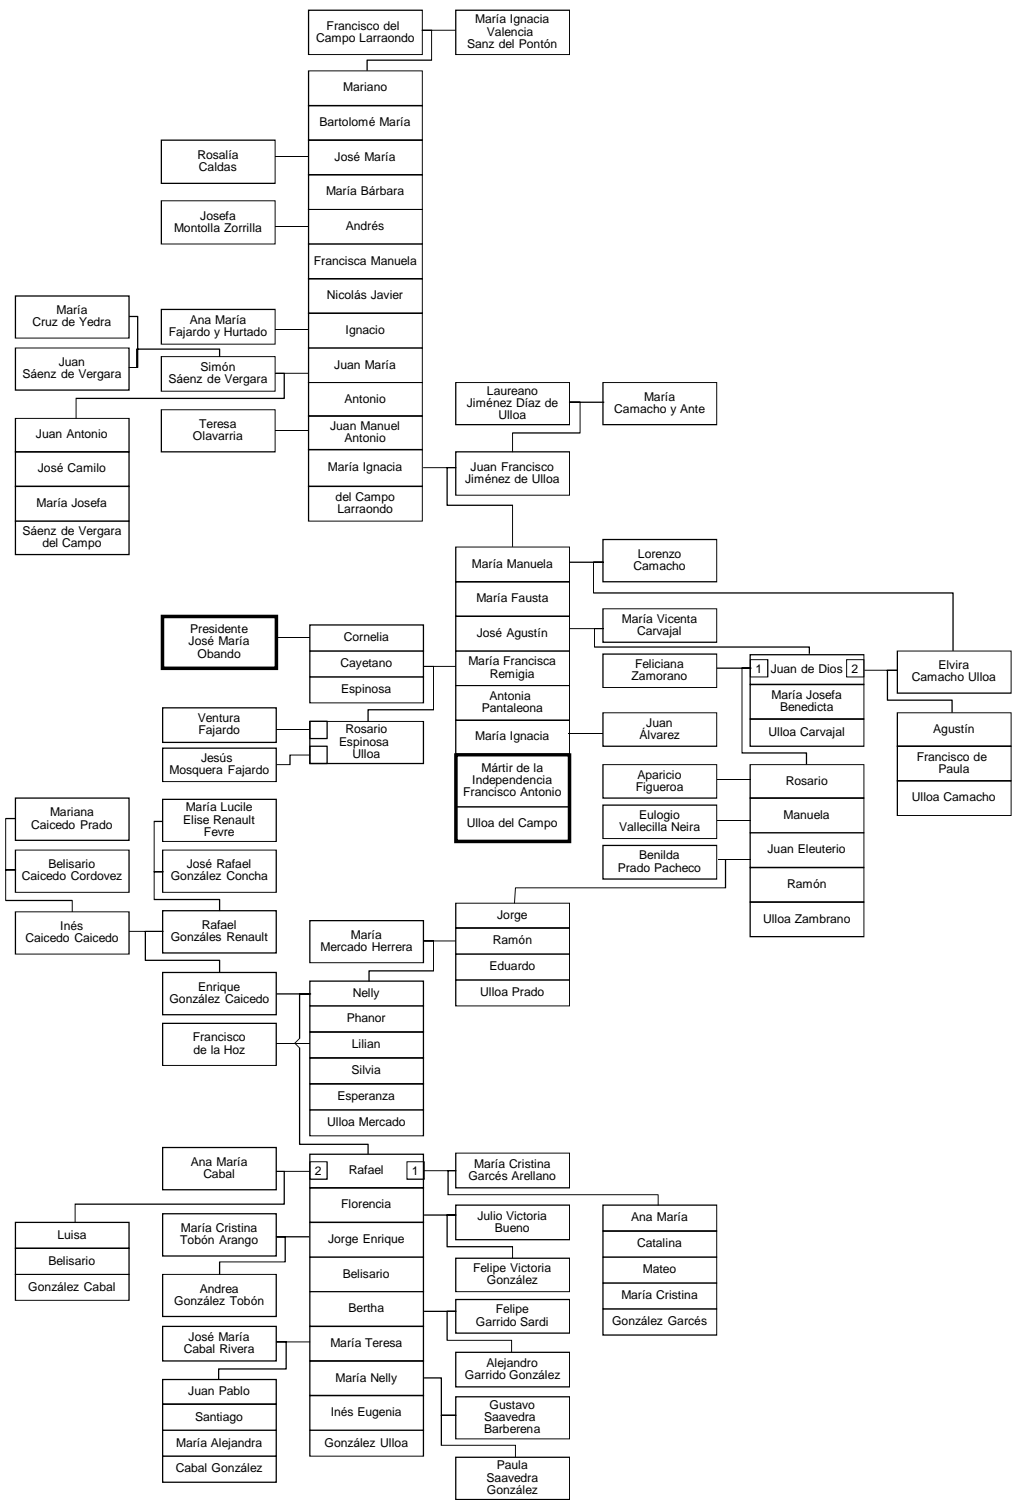 Francisco del
Campo Larraondo
María Ignacia
Valencia
Sanz del Pontón
Mariano
Bartolomé María
Rosalía
Caldas
José María
María Bárbara
Josefa
Montolla Zorrilla
Andrés
Francisca Manuela
Nicolás Javier
María
Cruz de Yedra
Ana María
Fajardo y Hurtado
Ignacio
Juan
Sáenz de Vergara
Simón
Sáenz de Vergara
Juan María
Antonio
Laureano
Jiménez Díaz de
Ulloa
María
Camacho y Ante
Juan Antonio
José Camilo
María Josefa
Sáenz de Vergara
del Campo
Teresa
Olavarria
Juan Manuel
Antonio
María Ignacia
del Campo
Larraondo
Juan Francisco
Jiménez de Ulloa
María Manuela
María Fausta
José Agustín
María Francisca
Remigia
Antonia
Pantaleona
María Ignacia
Mártir de la
Independencia
Francisco Antonio
Ulloa del Campo
Lorenzo
Camacho
María Vicenta
Carvajal
Feliciana
Zamorano
1 Juan de Dios 2
María Josefa
Benedicta
Ulloa Carvajal
Elvira
Camacho Ulloa
Agustín
Francisco de
Paula
Ulloa Camacho
Presidente
José María
Obando
Cornelia
Cayetano
Espinosa
Ventura
Fajardo
Jesús
Mosquera Fajardo
Rosario
Espinosa
Ulloa
Juan
Álvarez
Aparicio
Figueroa
Eulogio
Vallecilla Neira
Benilda
Prado Pacheco
Rosario
Manuela
Juan Eleuterio
Ramón
Ulloa Zambrano
Mariana
Caicedo Prado
Belisario
Caicedo Cordovez
Inés
Caicedo Caicedo
María Lucile
Elise Renault
Fevre
José Rafael
González Concha
Rafael
Gonzáles Renault
María
Mercado Herrera
Jorge
Ramón
Eduardo
Ulloa Prado
Enrique
González Caicedo
Francisco
de la Hoz
Nelly
Phanor
Lilian
Silvia
Esperanza
Ulloa Mercado
Ana María
Cabal
2 Rafael 1
María Cristina
Garcés Arellano
Luisa
Belisario
González Cabal
Florencia
Julio Victoria
Bueno
Felipe Victoria
González
Ana María
Catalina
Mateo
María Cristina
González Garcés
María Cristina
Tobón Arango
Jorge Enrique
Andrea
González Tobón
Belisario
Bertha
Felipe
Garrido Sardi
Alejandro
Garrido González
José María
Cabal Rivera
María Teresa
Juan Pablo
Santiago
María Alejandra
Cabal González
María Nelly
Inés Eugenia
González Ulloa
Gustavo
Saavedra
Barberena
Paula
Saavedra
González